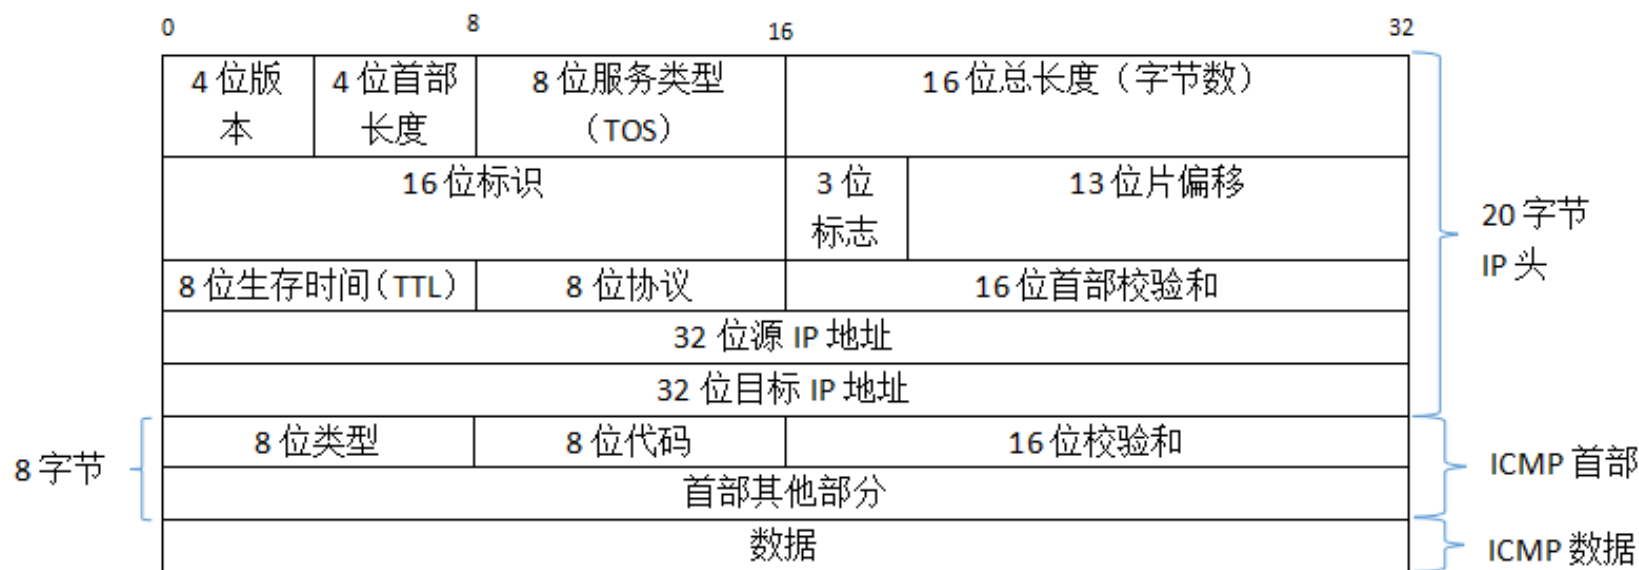 0 8 16 32
4 位版 4 位首部 8 位服务类型 16 位总长度（字节数）
本 长度 （TOS）
16 位标识 3 位 13 位片偏移
标志
20 字节
IP 头
8 位生存时间（TTL） 8 位协议 16 位首部校验和
32 位源 IP 地址
32 位目标 IP 地址
8 位类型 8 位代码 16 位校验和
8 字节 ICMP 首部
首部其他部分
数据 ICMP 数据